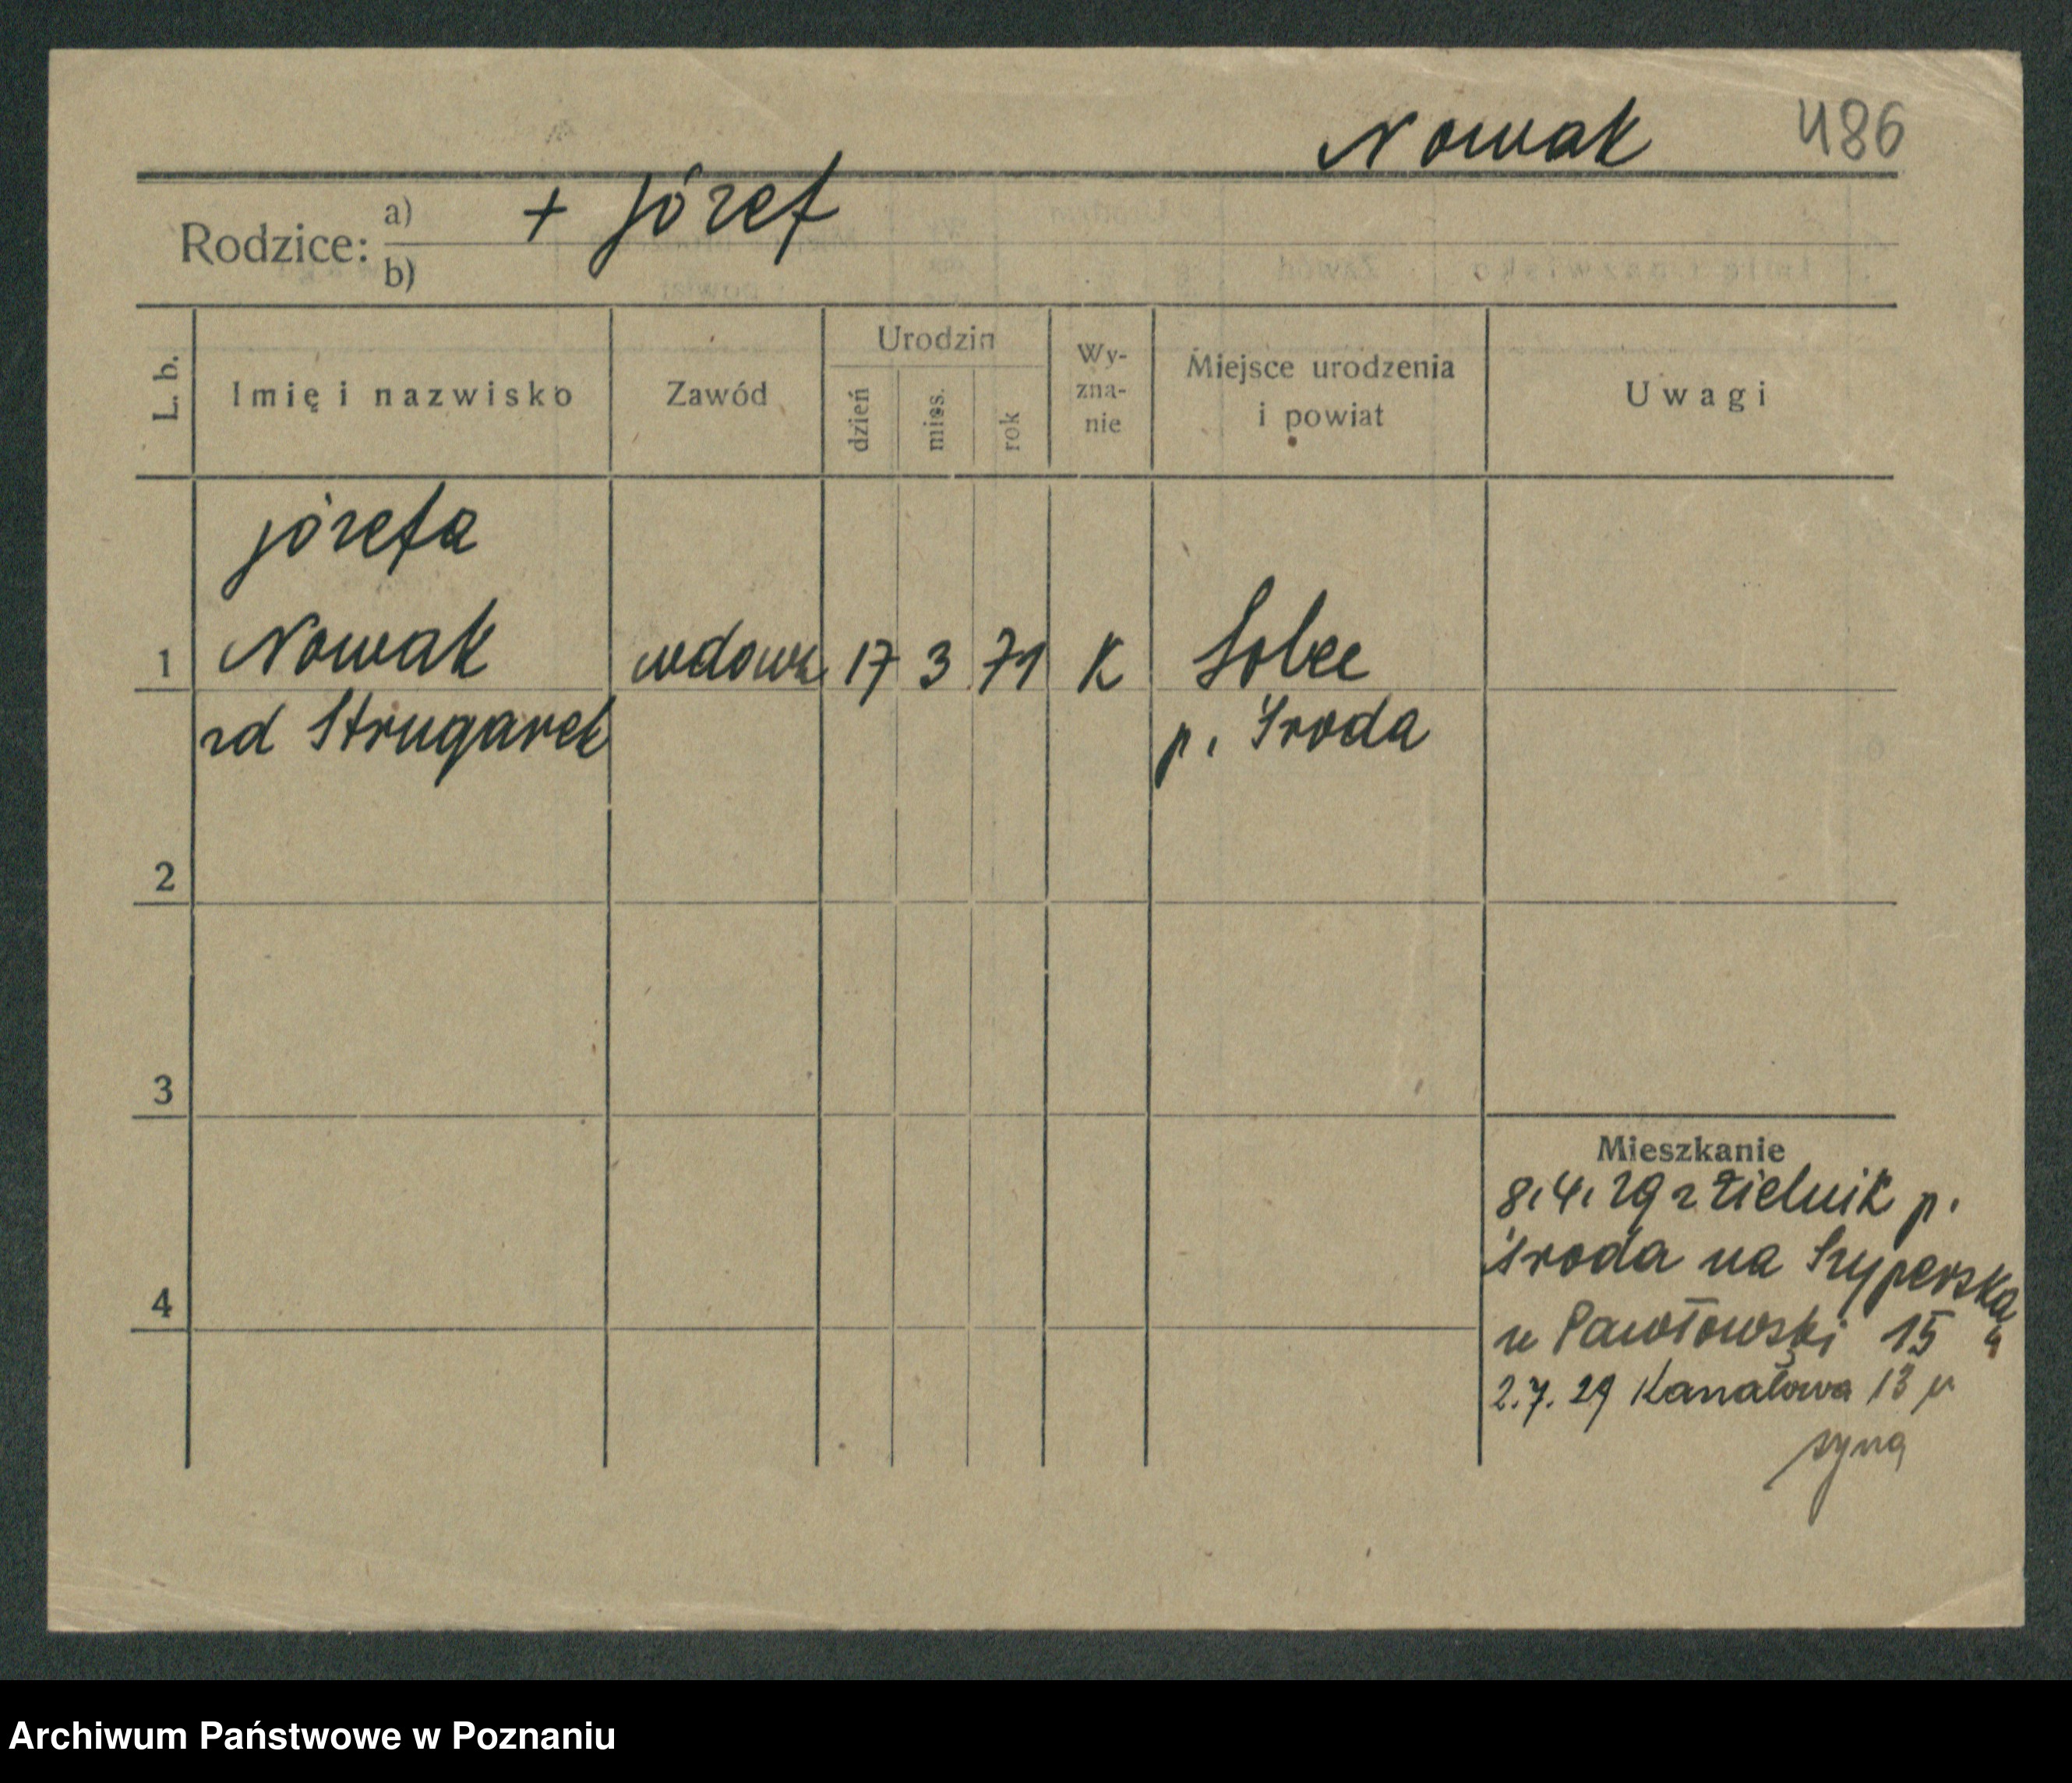 Nowak 486
Rodzice: a) + Józef
b)
L. b. Imię i nazwisko Zawód Urodzin dzień mies. rok Wy-zna-nie Miejsce urodzenia i powiat Uwagi
Józefa
1 Nowak wdowa 17 3 71 K
zd Strugarek p. Środa
2
3
Mieszkanie
8.4.29 z Zielnik p.
4 Środa na Szyperska
u Pawłowski 15
2.7.29 Kanałowa 13 u
syna
Archiwum Państwowe w Poznaniu